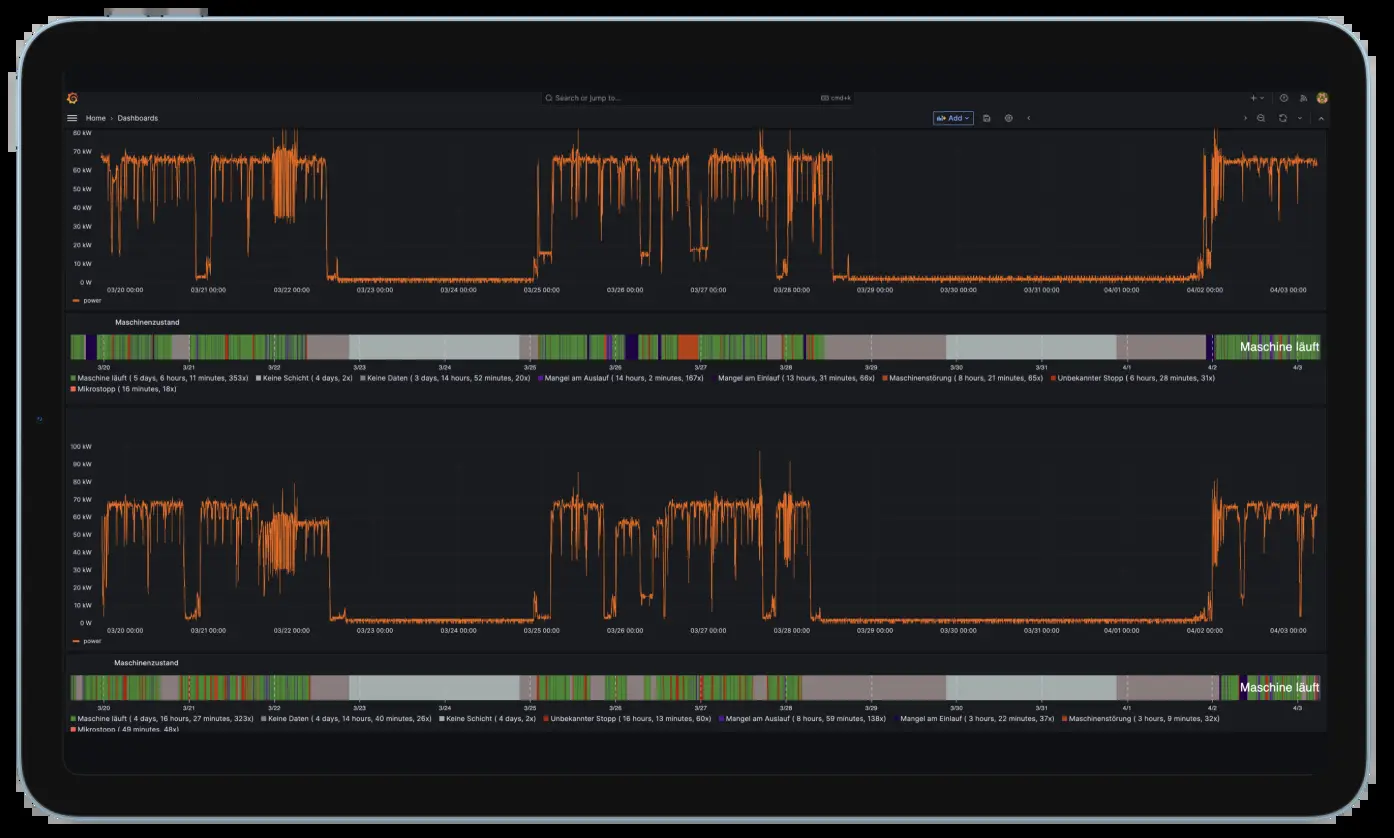 Search or jump to...
cmd+k
Home › Dashboards
Add
80 kW
70 kW
60 kW
50 kW
40 kW
30 kW
20 kW
10 kW
0 W
03/20 00:00 03/21 00:00 03/22 00:00 03/23 00:00 03/24 00:00 03/25 00:00 03/26 00:00 03/27 00:00 03/28 00:00 03/29 00:00 03/30 00:00 03/31 00:00 04/01 00:00 04/02 00:00 04/03 00:00
power
Maschinenzustand
Maschine läuft
3/20 3/21 3/22 3/23 3/24 3/25 3/26 3/27 3/28 3/29 3/30 3/31 4/1 4/2 4/3
Maschine läuft ( 5 days, 6 hours, 11 minutes, 353x) Keine Schicht ( 4 days, 2x) Keine Daten ( 3 days, 14 hours, 52 minutes, 20x) Mangel am Auslauf ( 14 hours, 2 minutes, 167x) Mangel am Einlauf ( 13 hours, 31 minutes, 66x) Maschinenstörung ( 8 hours, 21 minutes, 65x) Unbekannter Stopp ( 6 hours, 28 minutes, 31x)
Mikrostopp ( 16 minutes, 18x)
100 kW
90 kW
80 kW
70 kW
60 kW
50 kW
40 kW
30 kW
20 kW
10 kW
0 W
03/20 00:00 03/21 00:00 03/22 00:00 03/23 00:00 03/24 00:00 03/25 00:00 03/26 00:00 03/27 00:00 03/28 00:00 03/29 00:00 03/30 00:00 03/31 00:00 04/01 00:00 04/02 00:00 04/03 00:00
power
Maschinenzustand
Maschine läuft
3/20 3/21 3/22 3/23 3/24 3/25 3/26 3/27 3/28 3/29 3/30 3/31 4/1 4/2 4/3
Maschine läuft ( 4 days, 16 hours, 27 minutes, 323x) Keine Daten ( 4 days, 14 hours, 40 minutes, 26x) Keine Schicht ( 4 days, 2x) Unbekannter Stopp ( 16 hours, 13 minutes, 60x) Mangel am Auslauf ( 8 hours, 59 minutes, 138x) Mangel am Einlauf ( 3 hours, 22 minutes, 37x) Maschinenstörung ( 3 hours, 9 minutes, 32x)
Mikrostopp ( 49 minutes, 48x)